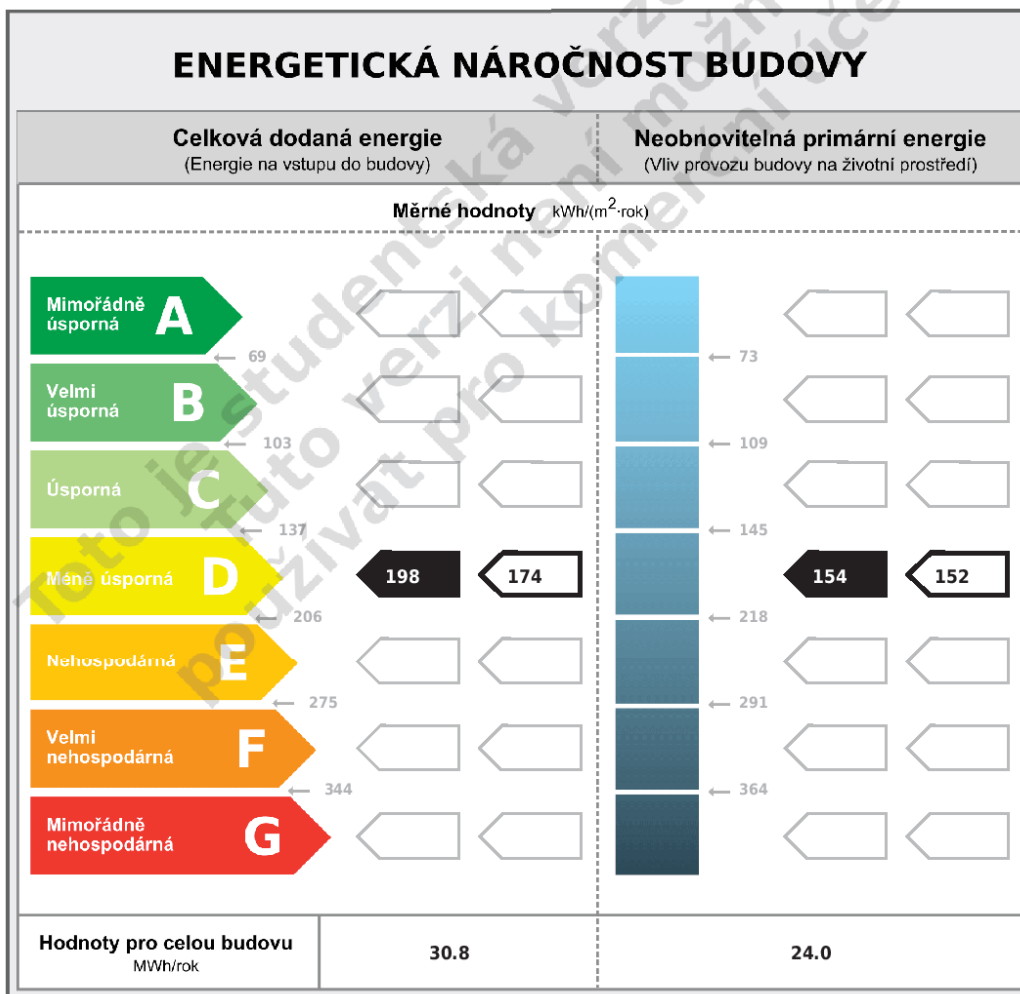 ENERGETICKÁ NÁROČNOST BUDOVY
Celková dodaná energie
(Energie na vstupu do budovy)
Neobnovitelná primární energie
(Vliv provozu budovy na životní prostředí)
Měrné hodnoty kWh/(m²·rok)
Mimořádně
úsporná
A
69
73
Velmi
úsporná
B
103
109
Úsporná
C
137
145
Méně úsporná
D
198
174
154
152
206
218
Nehospodárná
E
275
291
Velmi
nehospodárná
F
344
364
Mimořádně
nehospodárná
G
Hodnoty pro celou budovu
MWh/rok
30.8
24.0
Toto je studentská verze
Tuto verzi není možn
používat pro komerční úče